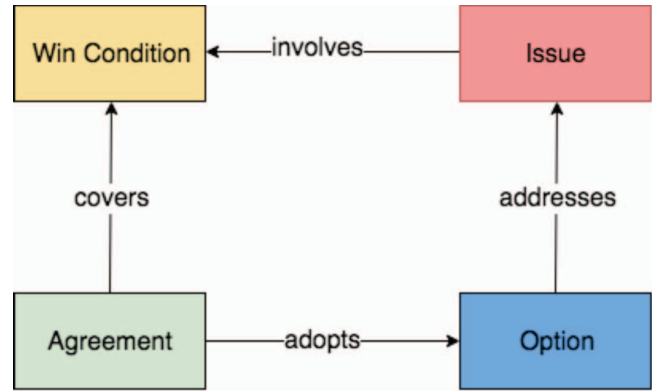 Win Condition
involves
Issue
covers
addresses
Agreement
adopts
Option